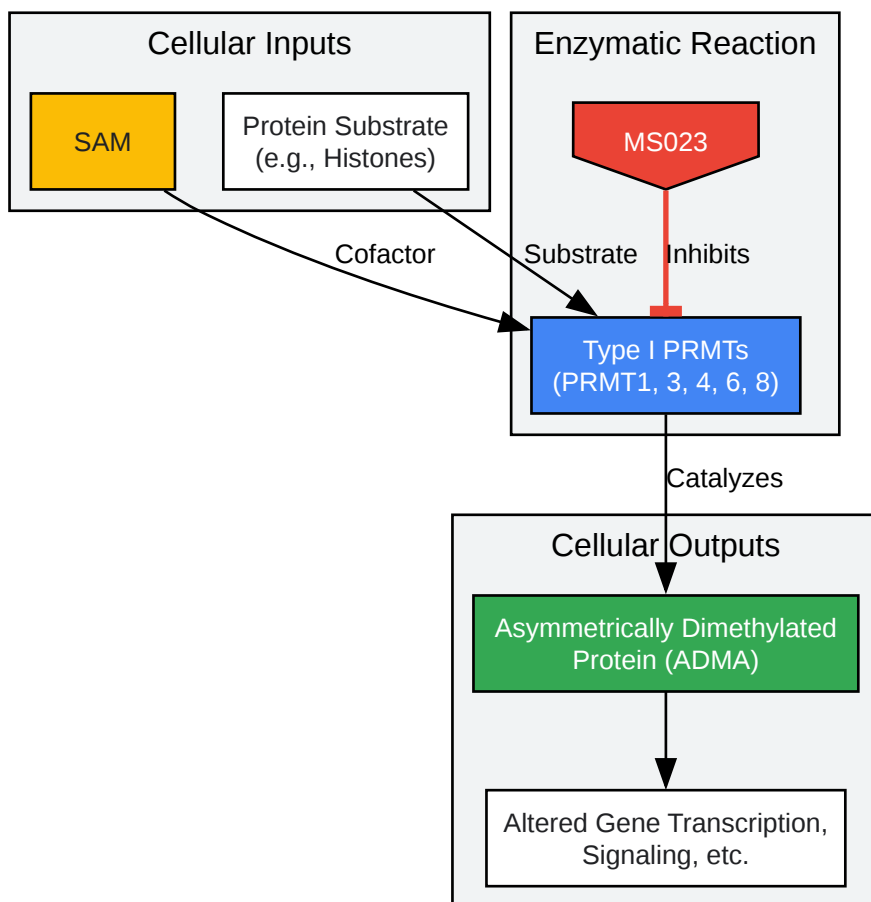 Cellular Inputs
SAM
Protein Substrate
(e.g., Histones)
Enzymatic Reaction
MS023
Cofactor
Substrate
Inhibits
Type I PRMTs
(PRMT1, 3, 4, 6, 8)
Catalyzes
Cellular Outputs
Asymmetrically Dimethylated
Protein (ADMA)
Altered Gene Transcription,
Signaling, etc.